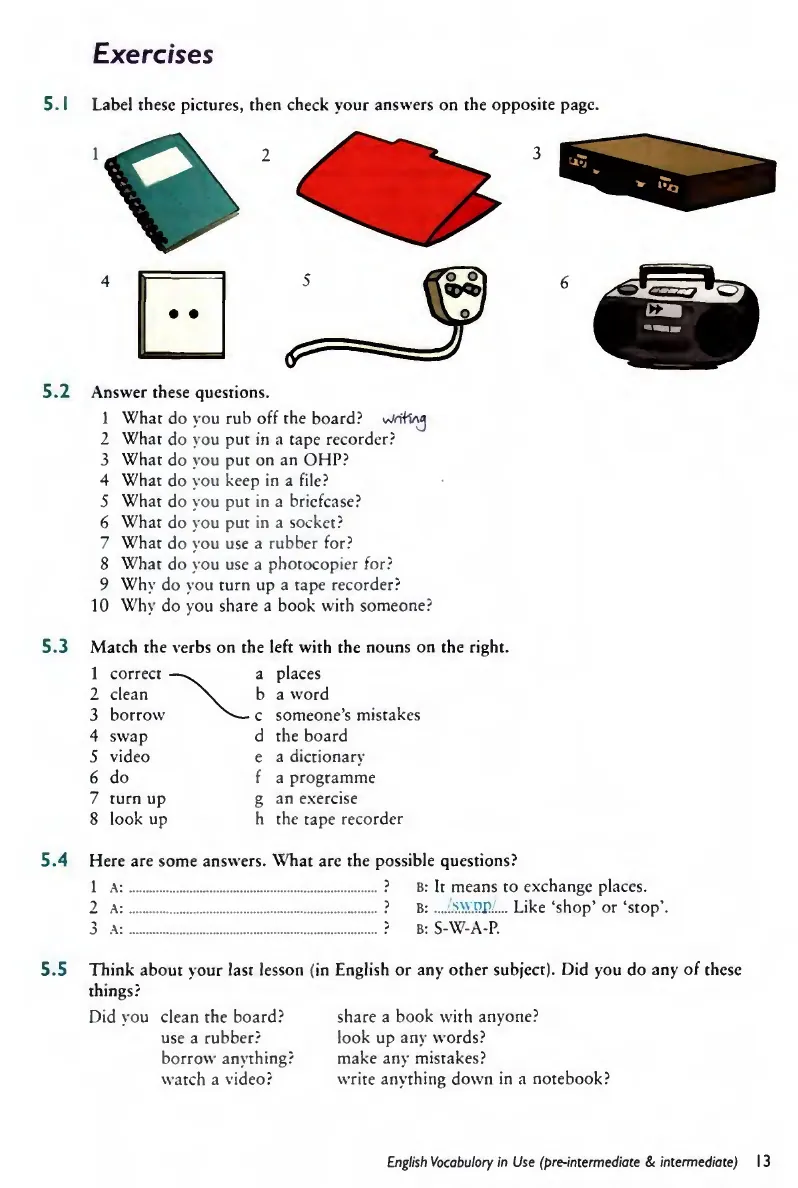 Exercises
5.1 Label these pictures, then check your answers on the opposite page.
1 2 3
4 5 6
5.2 Answer these questions.
1 What do you rub off the board? writing
2 What do you put in a tape recorder?
3 What do you put on an OHP?
4 What do you keep in a file?
5 What do you put in a briefcase?
6 What do you put in a socket?
7 What do you use a rubber for?
8 What do you use a photocopier for?
9 Why do you turn up a tape recorder?
10 Why do you share a book with someone?
5.3 Match the verbs on the left with the nouns on the right.
1 correct a places
2 clean b a word
3 borrow c someone's mistakes
4 swap d the board
5 video e a dictionary
6 do f a programme
7 turn up g an exercise
8 look up h the tape recorder
5.4 Here are some answers. What are the possible questions?
1 A: ........................................ ? B: It means to exchange places.
2 A: ........................................ ? B: ..../swɒp/.... Like 'shop' or 'stop'.
3 A: ........................................ ? B: S-W-A-P.
5.5 Think about your last lesson (in English or any other subject). Did you do any of these
things?
Did you clean the board? share a book with anyone?
use a rubber? look up any words?
borrow anything? make any mistakes?
watch a video? write anything down in a notebook?
English Vocabulory in Use (pre-intermediate & intermediate) 13